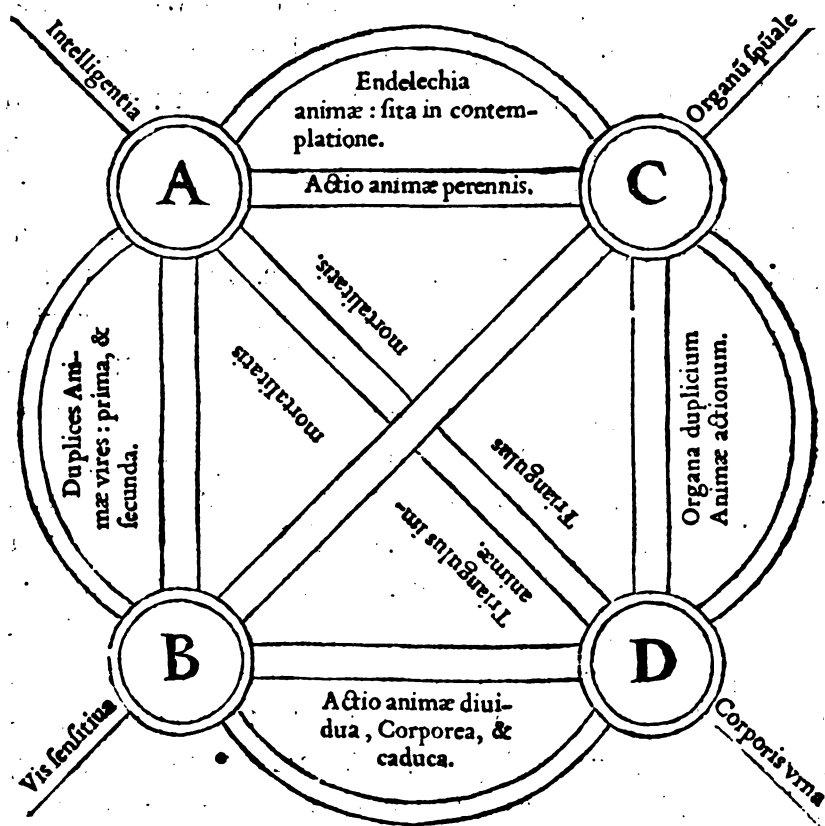 Intelligentia
Organũ ſpũale
Endelechia
animæ : ſita in contem-
platione.
A
Actio animæ perennis.
C
mortalitatis.
mortalitatis
Duplices Ani-
mæ vires : prima, &
ſecunda.
Organa duplicium
Animæ actionum.
Triangulus
Triangulus im-
animæ.
B
D
Actio animæ diui-
dua, Corporea, &
caduca.
Vis ſenſitiua
Corporis vrna